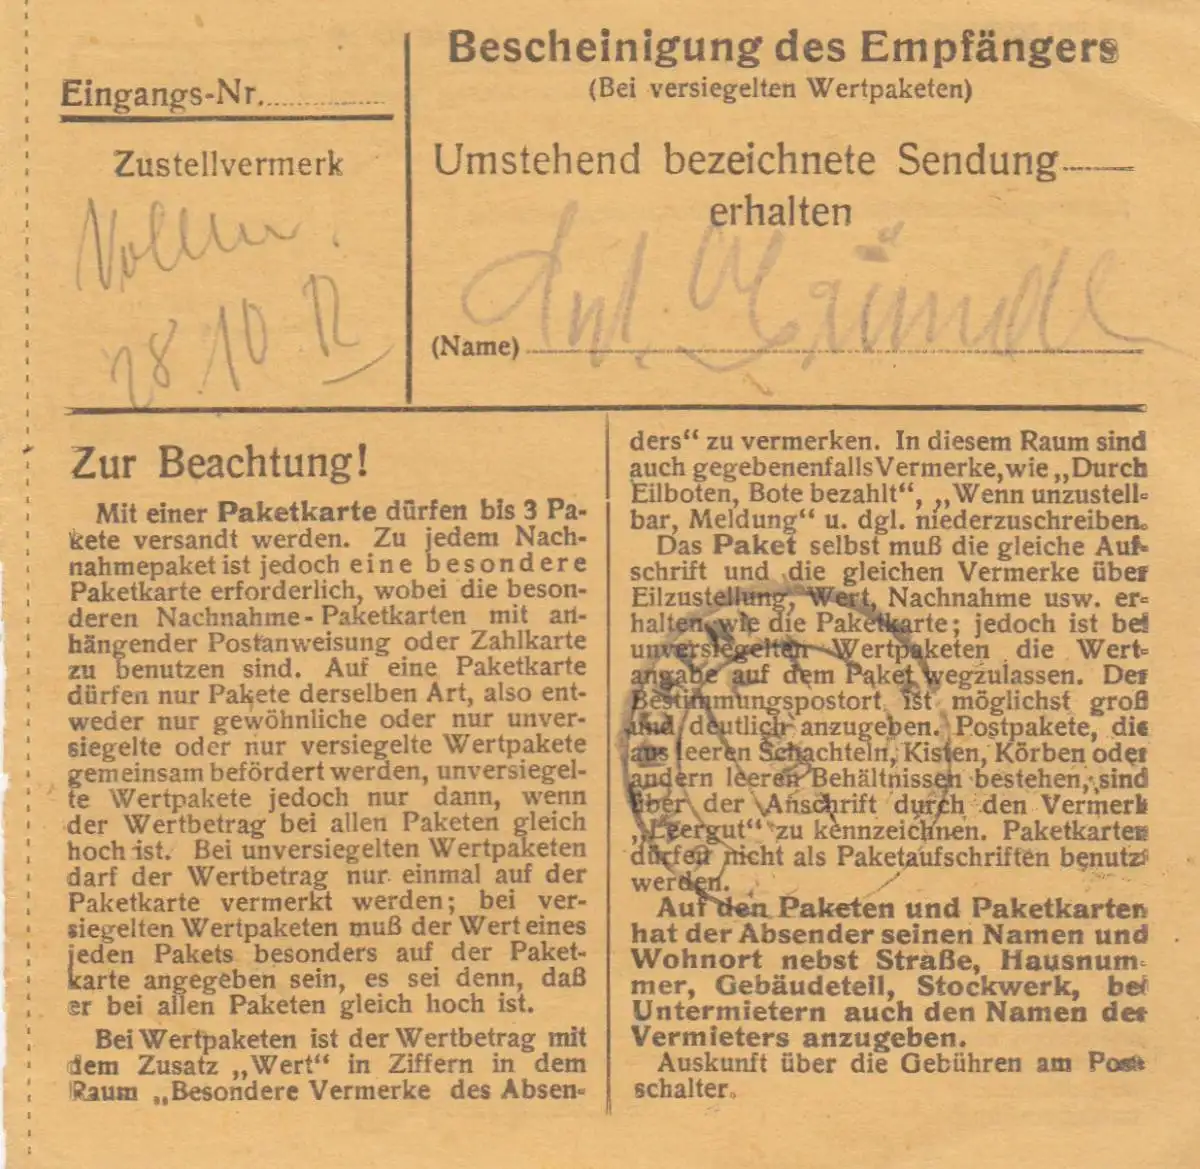 Eingangs-Nr.
Zustellvermerk
28.10
Bescheinigung des Empfängers
(Bei versiegelten Wertpaketen)
Umstehend bezeichnete Sendung
erhalten
(Name)
Zur Beachtung!
Mit einer Paketkarte dürfen bis 3 Pa-
kete versandt werden. Zu jedem Nach-
nahmepaket ist jedoch eine besondere
Paketkarte erforderlich, wobei die beson-
deren Nachnahme-Paketkarten mit an-
hängender Postanweisung oder Zahlkarte
zu benutzen sind. Auf eine Paketkarte
dürfen nur Pakete derselben Art, also ent-
weder nur gewöhnliche oder nur unver-
siegelte oder nur versiegelte Wertpakete
gemeinsam befördert werden, unversiegel-
te Wertpakete jedoch nur dann, wenn
der Wertbetrag bei allen Paketen gleich
hoch ist. Bei unversiegelten Wertpaketen
darf der Wertbetrag nur einmal auf der
Paketkarte vermerkt werden; bei ver-
siegelten Wertpaketen muß der Wert eines
jeden Pakets besonders auf der Paket-
karte angegeben sein, es sei denn, daß
er bei allen Paketen gleich hoch ist.
Bei Wertpaketen ist der Wertbetrag mit
dem Zusatz „Wert“ in Ziffern in dem
Raum „Besondere Vermerke des Absen-
ders“ zu vermerken. In diesem Raum sind
auch gegebenenfalls Vermerke, wie „Durch
Eilboten, Bote bezahlt“, „Wenn unzustell-
bar, Meldung“ u. dgl. niederzuschreiben.
Das Paket selbst muß die gleiche Auf-
schrift und die gleichen Vermerke über
Eilzustellung, Wert, Nachnahme usw. er-
halten, wie die Paketkarte; jedoch ist bei
unversiegelten Wertpaketen die Wert-
angabe auf dem Paket wegzulassen. Der
Bestimmungspostort ist möglichst groß
und deutlich anzugeben. Postpakete, die
aus leeren Schachteln, Kisten, Körben oder
andern leeren Behältnissen bestehen, sind
über der Anschrift durch den Vermerk
„Leergut“ zu kennzeichnen. Paketkarten
dürfen nicht als Paketaufschriften benutzt
werden.
Auf den Paketen und Paketkarten
hat der Absender seinen Namen und
Wohnort nebst Straße, Hausnum-
mer, Gebäudeteil, Stockwerk, bei
Untermietern auch den Namen des
Vermieters anzugeben.
Auskunft über die Gebühren am Post-
schalter.